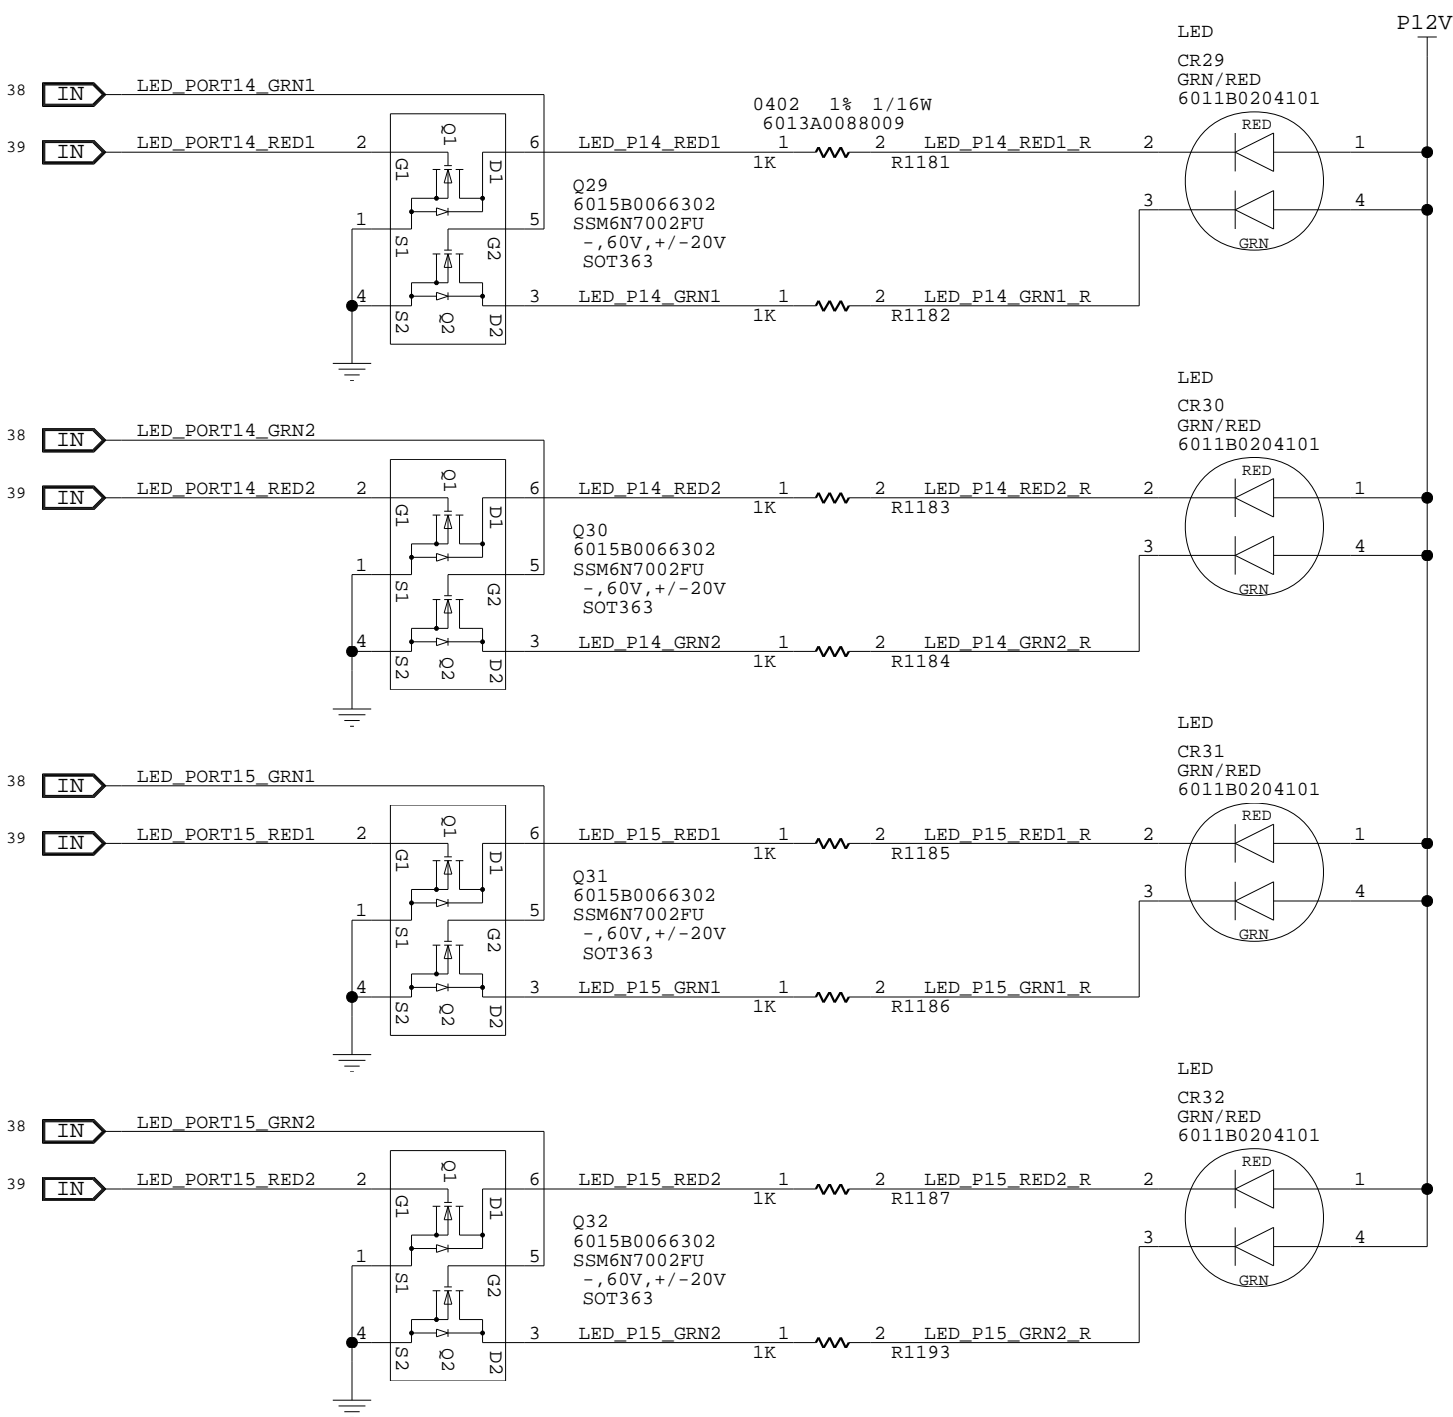 P12V
LED
CR29
GRN/RED
6011B0204101
38 IN LED_PORT14_GRN1
0402 1% 1/16W
6013A0088009
RED
39 IN LED_PORT14_RED1 2 Q1 6 LED_P14_RED1 1 2 LED_P14_RED1_R 2 1
G1 D1 1K R1181
Q29
6015B0066302
SSM6N7002FU
-,60V,+/-20V
SOT363
1 5 3 4
S1 G2 GRN
4 3 LED_P14_GRN1 1 2 LED_P14_GRN1_R
S2 Q2 D2 1K R1182
LED
CR30
GRN/RED
6011B0204101
38 IN LED_PORT14_GRN2
RED
39 IN LED_PORT14_RED2 2 Q1 6 LED_P14_RED2 1 2 LED_P14_RED2_R 2 1
G1 D1 1K R1183
Q30
6015B0066302
SSM6N7002FU
-,60V,+/-20V
SOT363
1 5 3 4
S1 G2 GRN
4 3 LED_P14_GRN2 1 2 LED_P14_GRN2_R
S2 Q2 D2 1K R1184
LED
CR31
GRN/RED
6011B0204101
38 IN LED_PORT15_GRN1
RED
39 IN LED_PORT15_RED1 2 Q1 6 LED_P15_RED1 1 2 LED_P15_RED1_R 2 1
G1 D1 1K R1185
Q31
6015B0066302
SSM6N7002FU
-,60V,+/-20V
SOT363
1 5 3 4
S1 G2 GRN
4 3 LED_P15_GRN1 1 2 LED_P15_GRN1_R
S2 Q2 D2 1K R1186
LED
CR32
GRN/RED
6011B0204101
38 IN LED_PORT15_GRN2
RED
39 IN LED_PORT15_RED2 2 Q1 6 LED_P15_RED2 1 2 LED_P15_RED2_R 2 1
G1 D1 1K R1187
Q32
6015B0066302
SSM6N7002FU
-,60V,+/-20V
SOT363
1 5 3 4
S1 G2 GRN
4 3 LED_P15_GRN2 1 2 LED_P15_GRN2_R
S2 Q2 D2 1K R1193